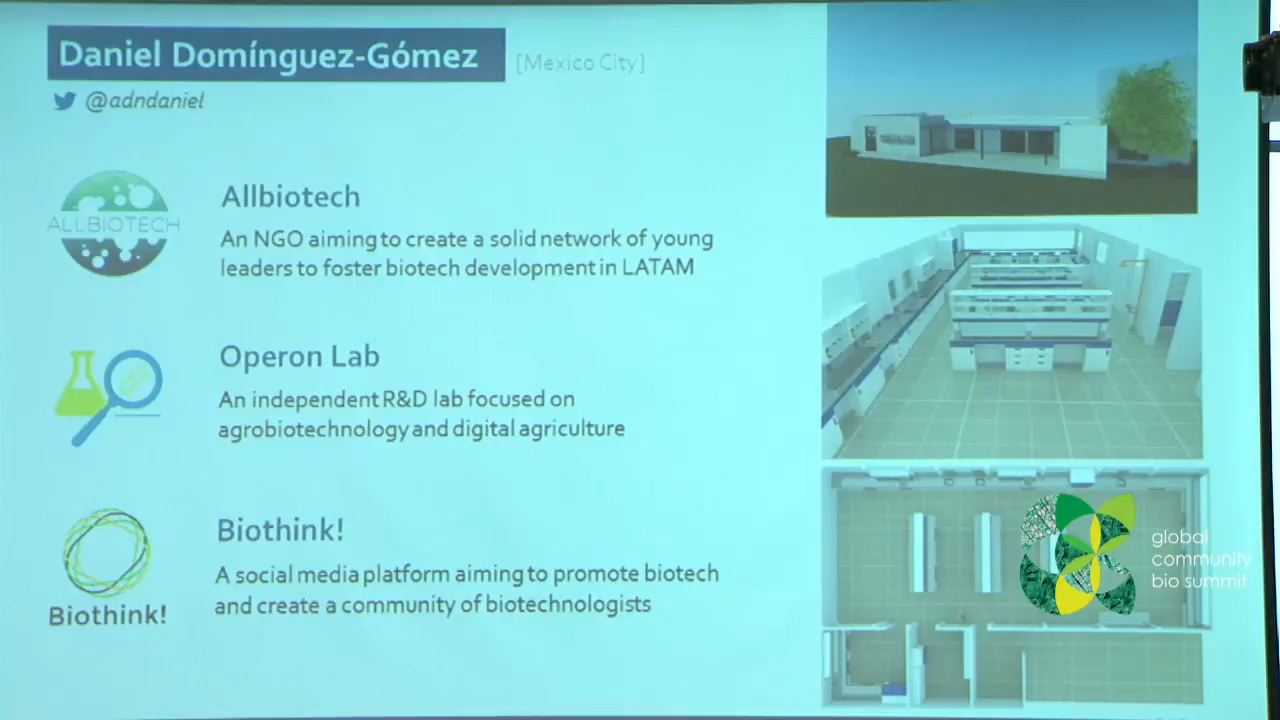 Daniel Domínguez-Gómez [Mexico City]
@adndaniel
ALLBIOTECH
Allbiotech
An NGO aiming to create a solid network of young
leaders to foster biotech development in LATAM
Operon Lab
An independent R&D lab focused on
agrobiotechnology and digital agriculture
Biothink!
Biothink!
A social media platform aiming to promote biotech
and create a community of biotechnologists
global
community
bio summit